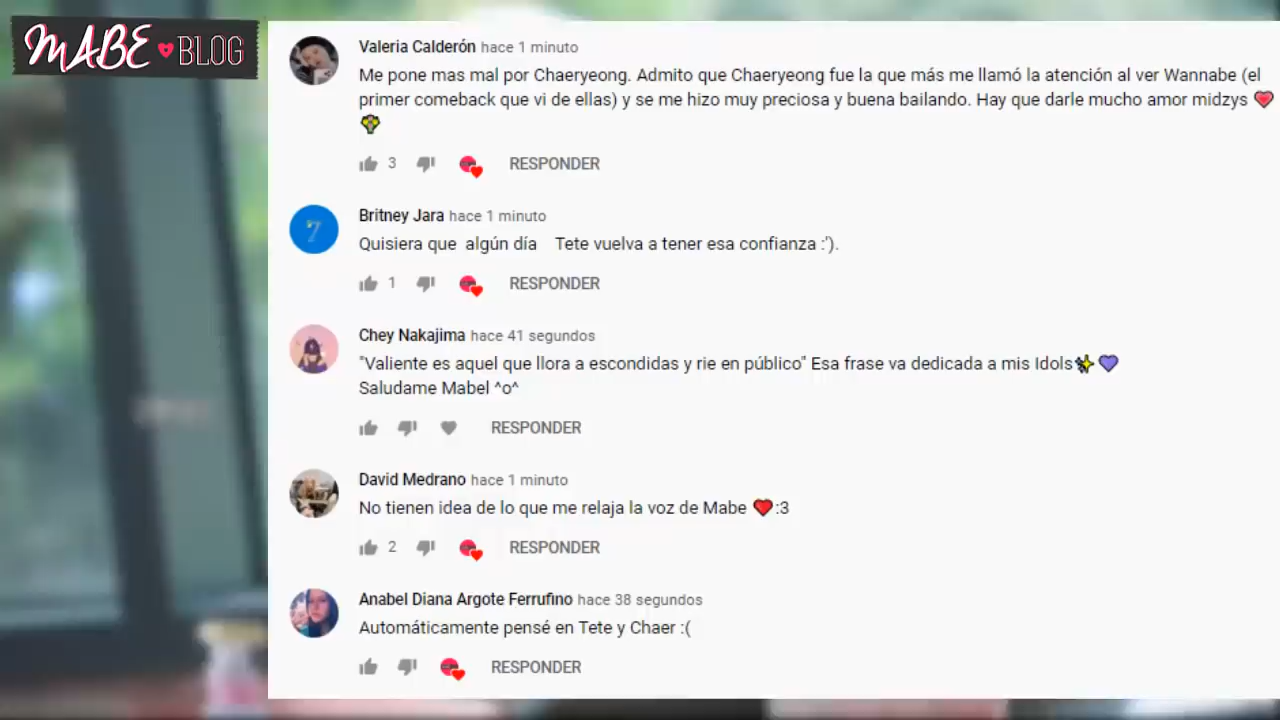 MABE BLOG
Valeria Calderón hace 1 minuto
Me pone mas mal por Chaeryeong. Admito que Chaeryeong fue la que más me llamó la atención al ver Wannabe (el
primer comeback que vi de ellas) y se me hizo muy preciosa y buena bailando. Hay que darle mucho amor midzys ❤️
3 RESPONDER
7
Britney Jara hace 1 minuto
Quisiera que algún día Tete vuelva a tener esa confianza :').
1 RESPONDER
Chey Nakajima hace 41 segundos
"Valiente es aquel que llora a escondidas y rie en público" Esa frase va dedicada a mis Idols✨💜
Saludame Mabel ^o^
RESPONDER
David Medrano hace 1 minuto
No tienen idea de lo que me relaja la voz de Mabe ❤️:3
2 RESPONDER
Anabel Diana Argote Ferrufino hace 38 segundos
Automáticamente pensé en Tete y Chaer :(
RESPONDER